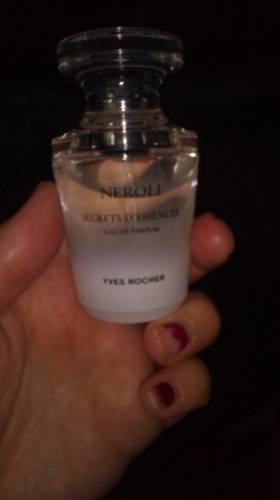 NEROLI
SECRETS D'ESSENCES
EAU DE PARFUM
YVES ROCHER